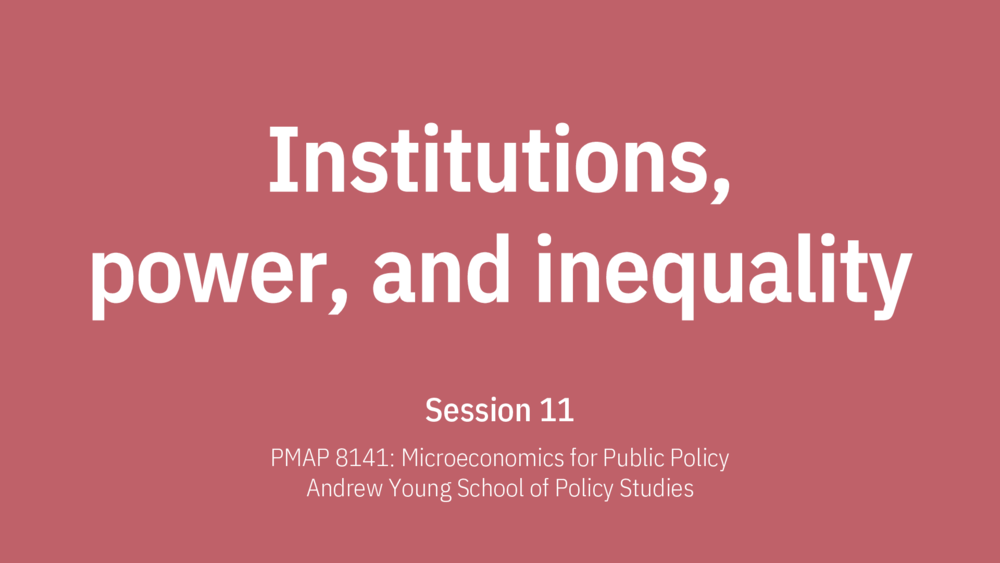 Institutions,
power, and inequality
Session 11
PMAP 8141: Microeconomics for Public Policy
Andrew Young School of Policy Studies